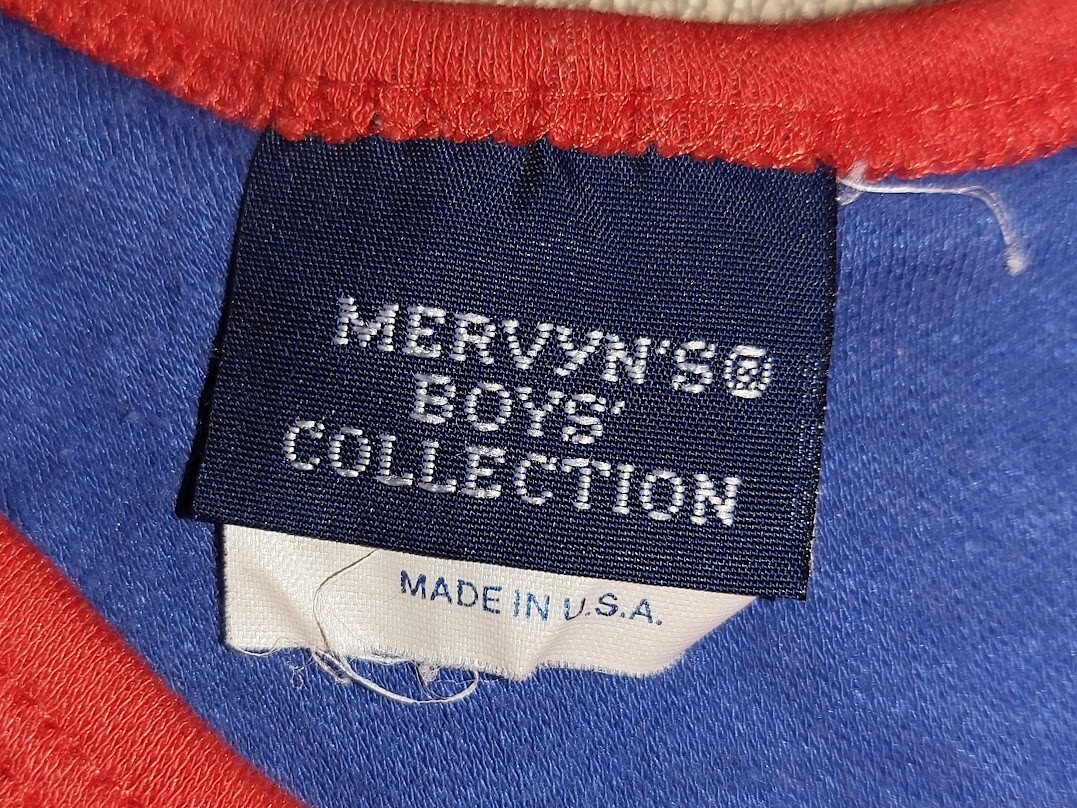 MERVYN'S®
BOYS'
COLLECTION
MADE IN U.S.A.